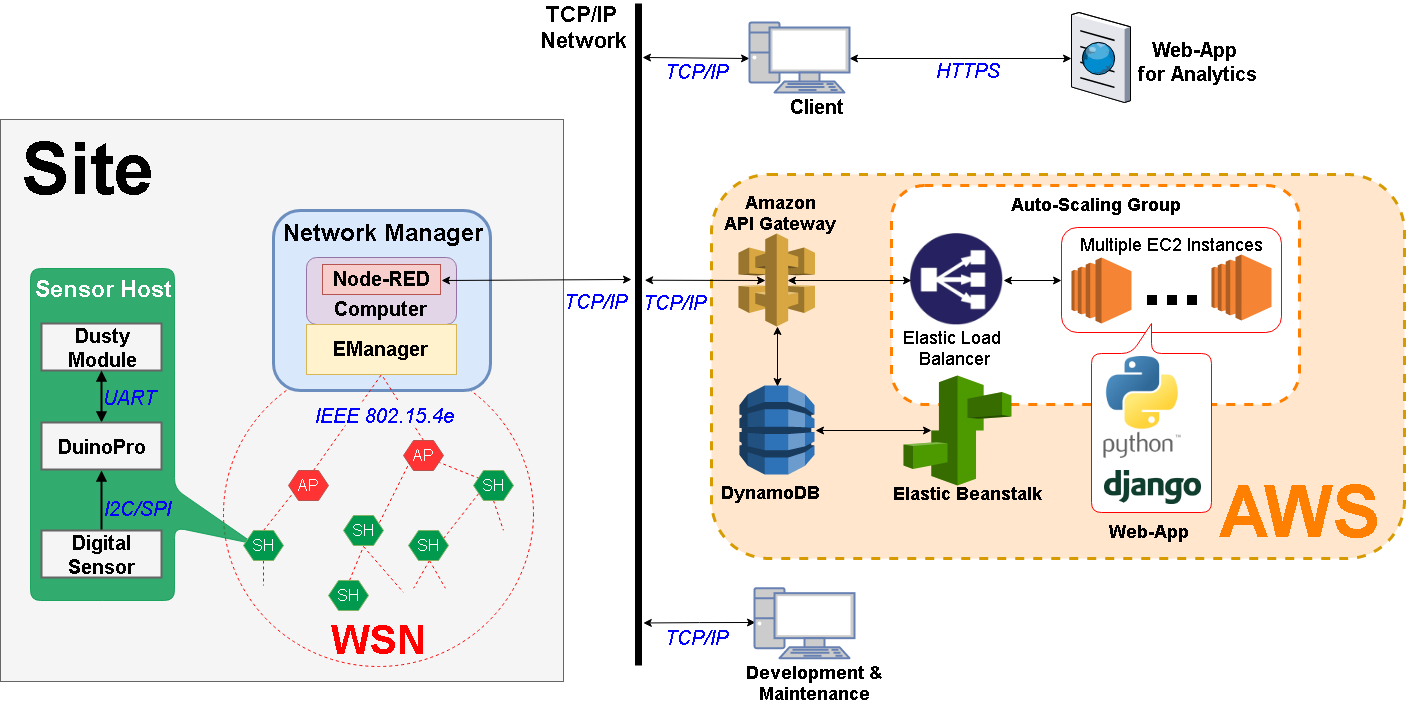 TCP/IP
Network
TCP/IP
Client
HTTPS
Web-App
for Analytics
Site
Network Manager
Node-RED
Computer
EManager
TCP/IP
TCP/IP
IEEE 802.15.4e
Sensor Host
Dusty
Module
UART
DuinoPro
I2C/SPI
Digital
Sensor
AP
AP
SH
SH
SH
SH
SH
WSN
Amazon
API Gateway
Auto-Scaling Group
Multiple EC2 Instances
Elastic Load
Balancer
DynamoDB
Elastic Beanstalk
python™
django
Web-App
AWS
TCP/IP
Development &
Maintenance